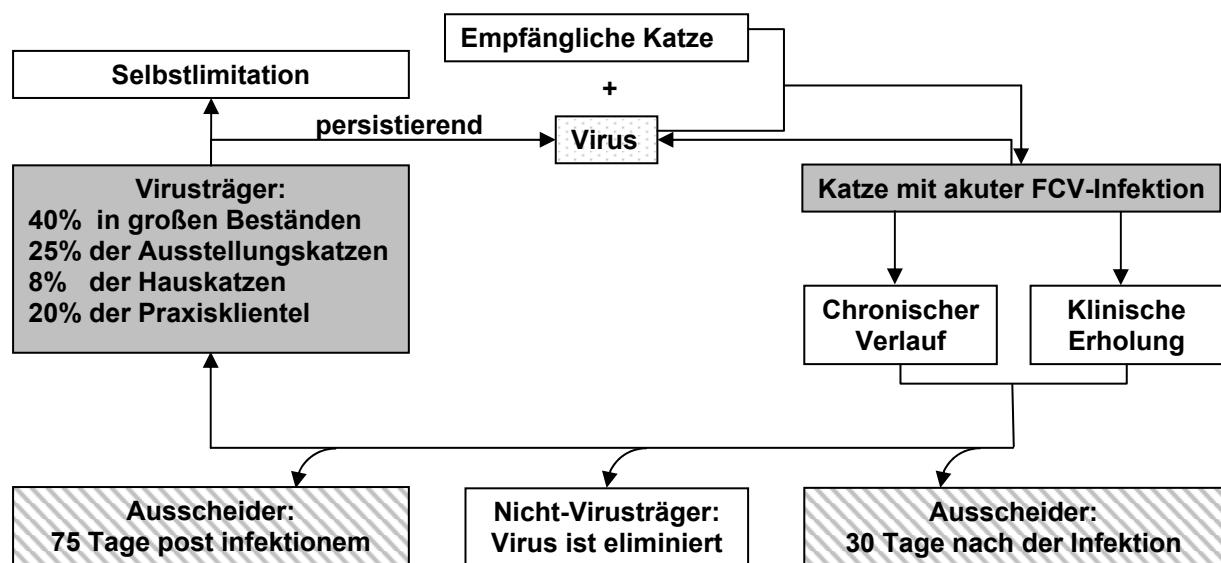 Empfängliche Katze
Selbstlimitation
+
persistierend
Virus
Virusträger:
40% in großen Beständen
25% der Ausstellungskatzen
8% der Hauskatzen
20% der Praxisklientel
Katze mit akuter FCV-Infektion
Chronischer
Verlauf
Klinische
Erholung
Ausscheider:
75 Tage post infektionem
Nicht-Virusträger:
Virus ist eliminiert
Ausscheider:
30 Tage nach der Infektion